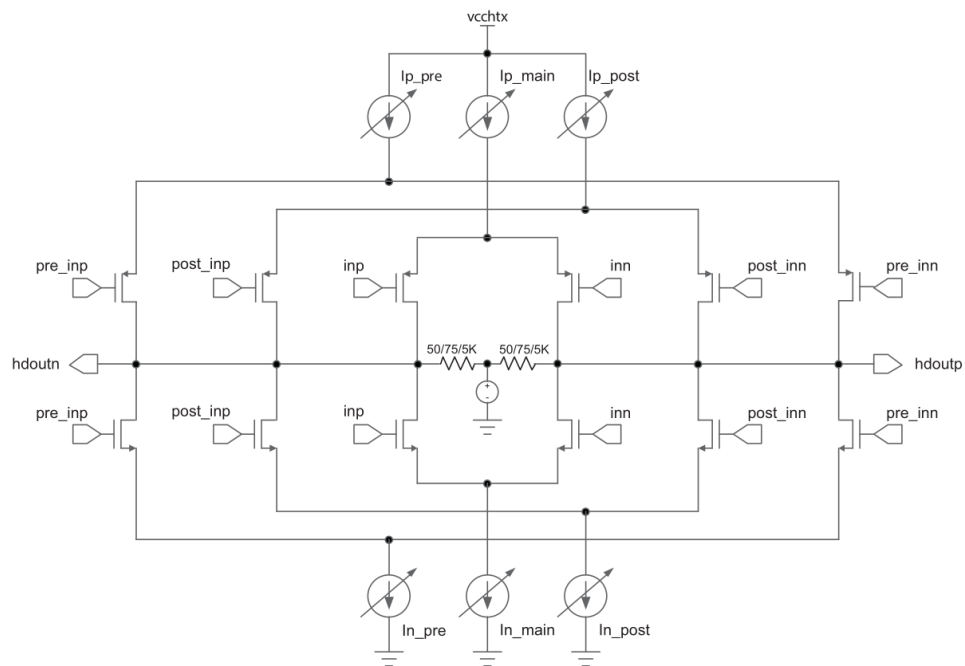 vcchtx
Ip_pre Ip_main Ip_post
pre_inp post_inp inp inn post_inn pre_inn
50/75/5K 50/75/5K
hdoutn hdoutp
+
-
pre_inp post_inp inp inn post_inn pre_inn
In_pre In_main In_post